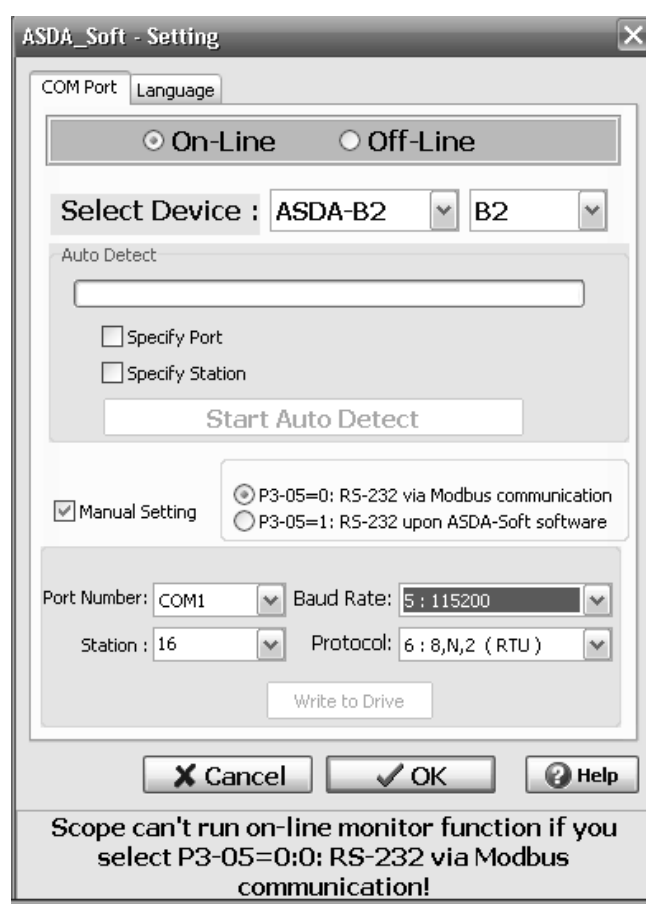 ASDA_Soft - Setting
COM Port Language
On-Line Off-Line
Select Device : ASDA-B2 B2
Auto Detect
Specify Port
Specify Station
Start Auto Detect
Manual Setting
P3-05=0: RS-232 via Modbus communication
P3-05=1: RS-232 upon ASDA-Soft software
Port Number: COM1 Baud Rate: 5 : 115200
Station : 16 Protocol: 6 : 8,N,2 ( RTU )
Write to Drive
Cancel OK Help
Scope can't run on-line monitor function if you
select P3-05=0:0: RS-232 via Modbus
communication!